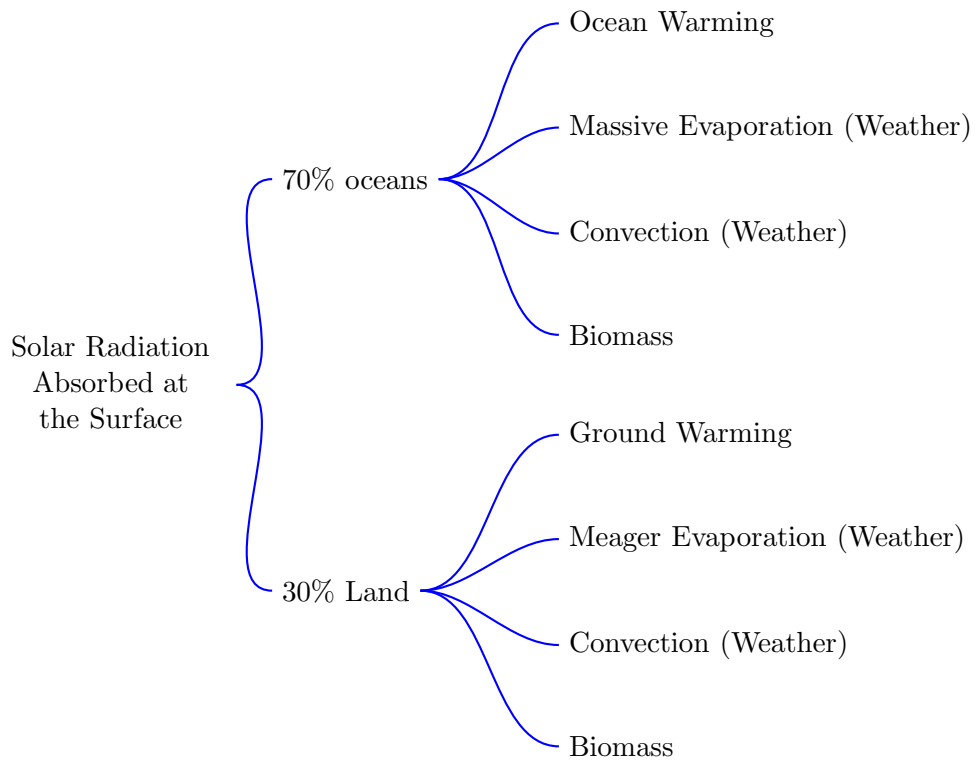 Solar Radiation
Absorbed at
the Surface
70% oceans
Ocean Warming
Massive Evaporation (Weather)
Convection (Weather)
Biomass
30% Land
Ground Warming
Meager Evaporation (Weather)
Convection (Weather)
Biomass